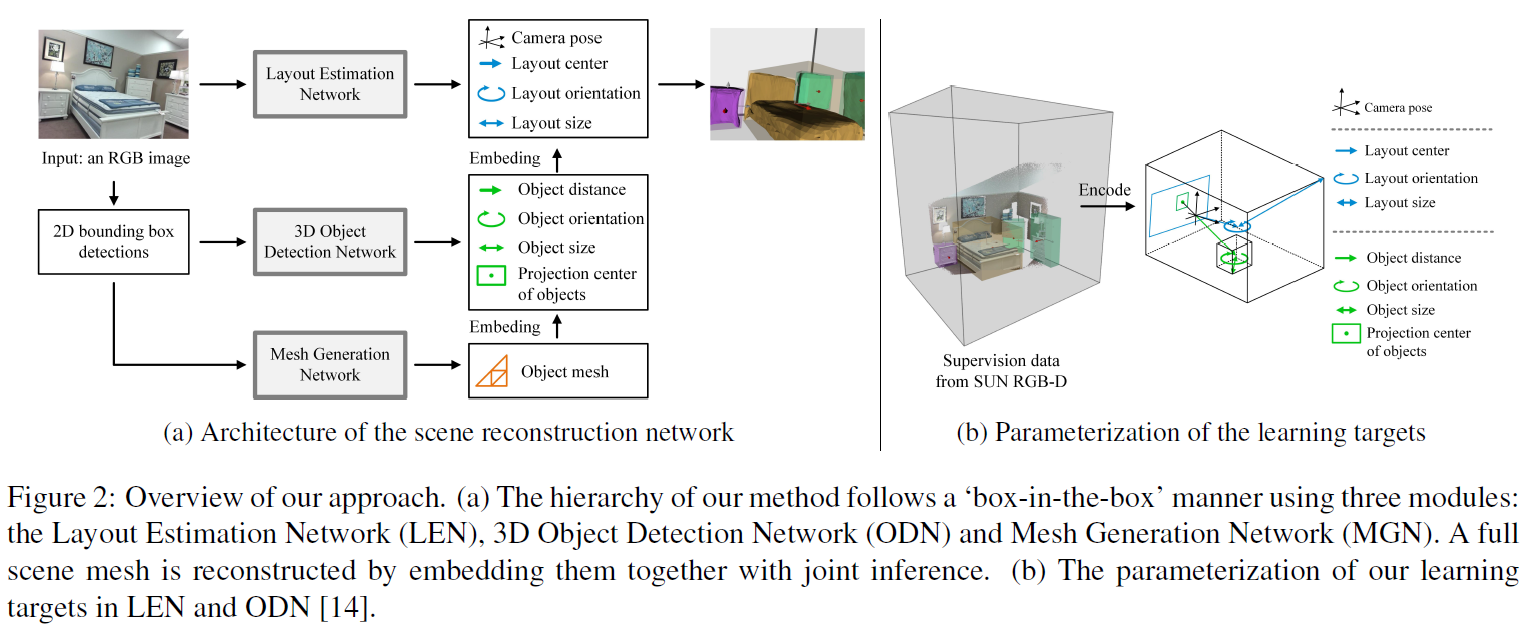 Input: an RGB image
2D bounding box
detections
Layout Estimation
Network
3D Object
Detection Network
Mesh Generation
Network
Camera pose
Layout center
Layout orientation
Layout size
Embeding
Object distance
Object orientation
Object size
Projection center
of objects
Embeding
Object mesh
(a) Architecture of the scene reconstruction network
Supervision data
from SUN RGB-D
Encode
Camera pose
Layout center
Layout orientation
Layout size
Object distance
Object orientation
Object size
Projection center
of objects
(b) Parameterization of the learning targets
Figure 2: Overview of our approach. (a) The hierarchy of our method follows a ‘box-in-the-box’ manner using three modules:
the Layout Estimation Network (LEN), 3D Object Detection Network (ODN) and Mesh Generation Network (MGN). A full
scene mesh is reconstructed by embedding them together with joint inference. (b) The parameterization of our learning
targets in LEN and ODN [14].